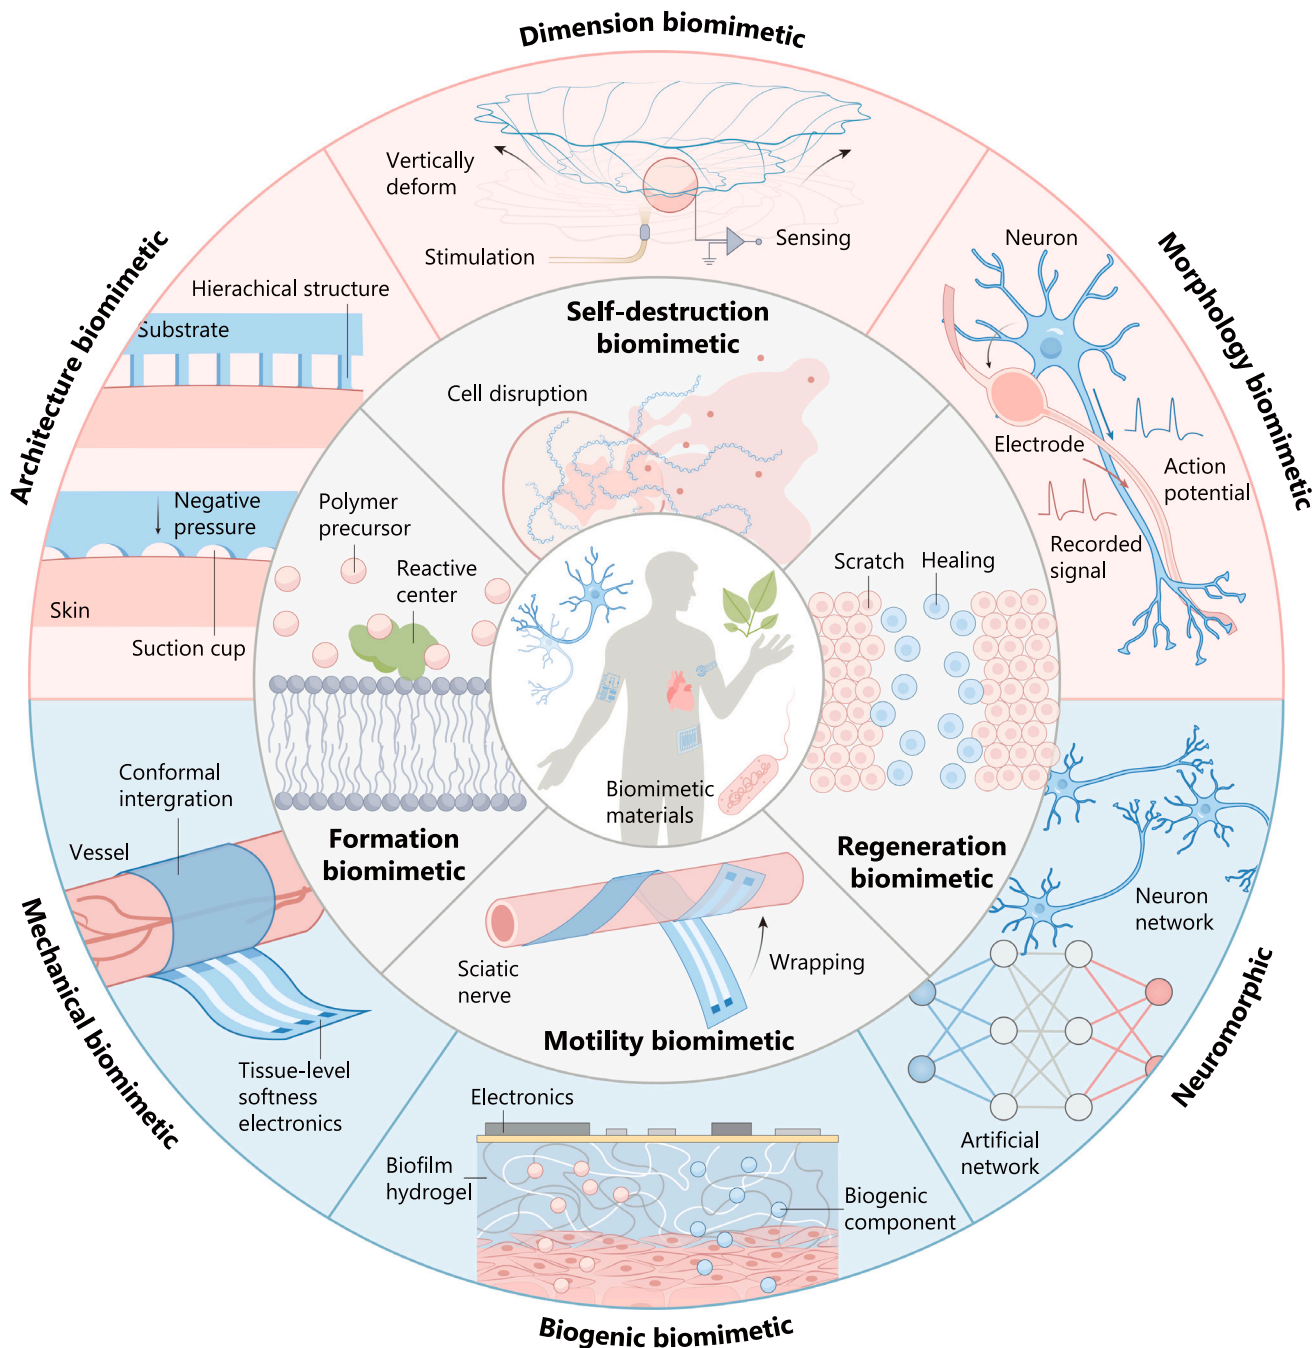 Dimension biomimetic
Vertically
deform
Stimulation
Sensing
Architecture biomimetic
Hierachical structure
Substrate
Negative
pressure
Skin
Suction cup
Morphology biomimetic
Neuron
Electrode
Action
potential
Recorded
signal
Self-destruction
biomimetic
Cell disruption
Polymer
precursor
Reactive
center
Formation
biomimetic
Scratch
Healing
Regeneration
biomimetic
Biomimetic
materials
Sciatic
nerve
Wrapping
Motility biomimetic
Mechanical biomimetic
Conformal
intergration
Vessel
Tissue-level
softness
electronics
Neuromorphic
Neuron
network
Artificial
network
Electronics
Biofilm
hydrogel
Biogenic
component
Biogenic biomimetic